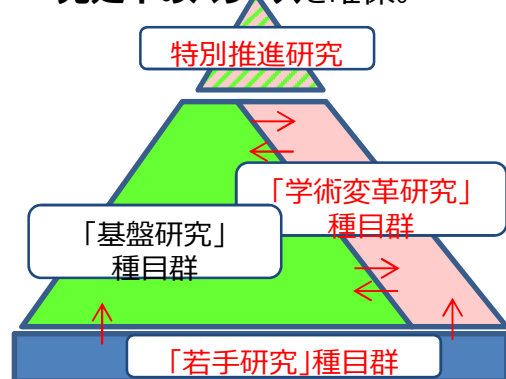 特別推進研究
「学術変革研究」
種目群
「基盤研究」
種目群
「若手研究」種目群